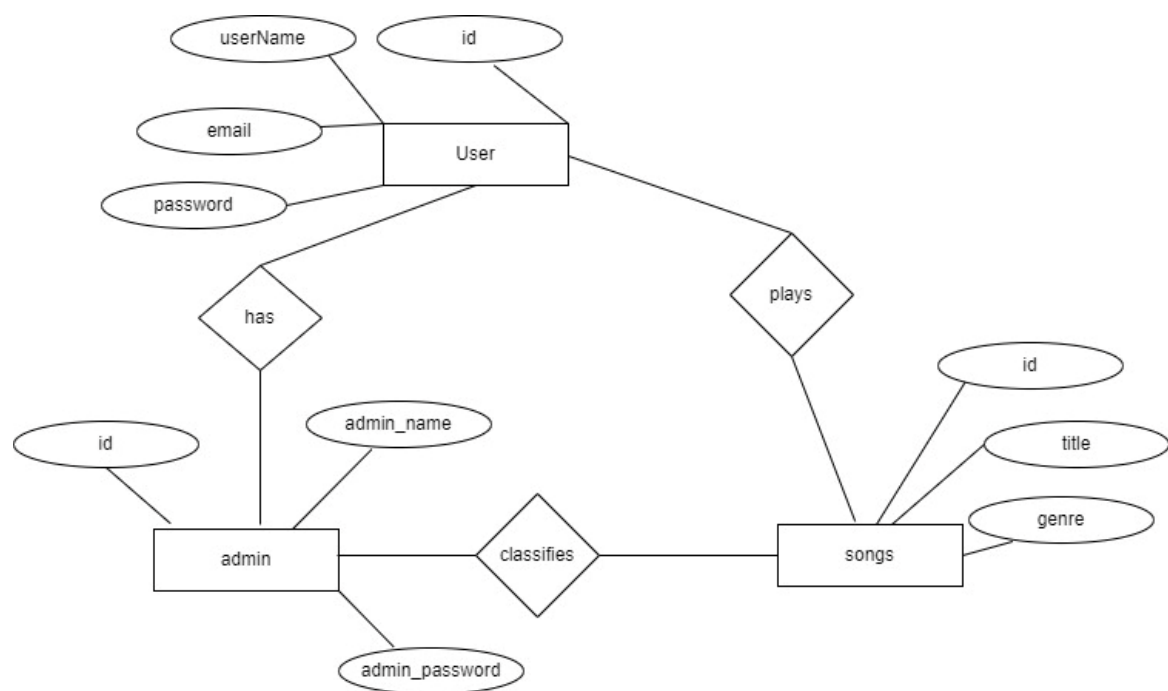 userName
id
email
User
password
plays
has
id
admin_name
title
id
genre
admin
classifies
songs
admin_password